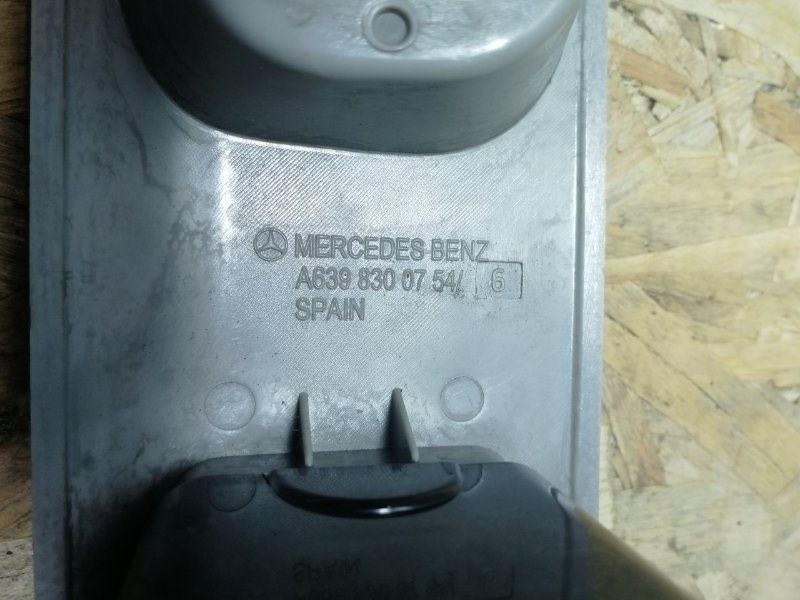 MERCEDES BENZ
A639 830 07 54/ 6
SPAIN